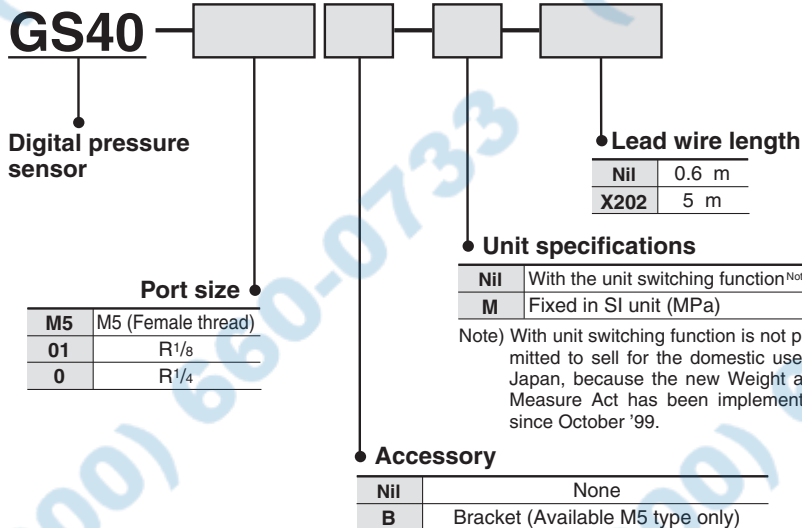 GS40
Digital pressure
sensor
Lead wire length
Nil 0.6 m
X202 5 m
Unit specifications
Nil With the unit switching function
M Fixed in SI unit (MPa)
Note) With unit switching function is not
mitted to sell for the domestic use
Japan, because the new Weight
Measure Act has been
since October '99.
Port size
M5 M5 (Female thread)
01 R1/8
0 R1/4
Accessory
Nil None
B Bracket (Available M5 type only)
660-0733